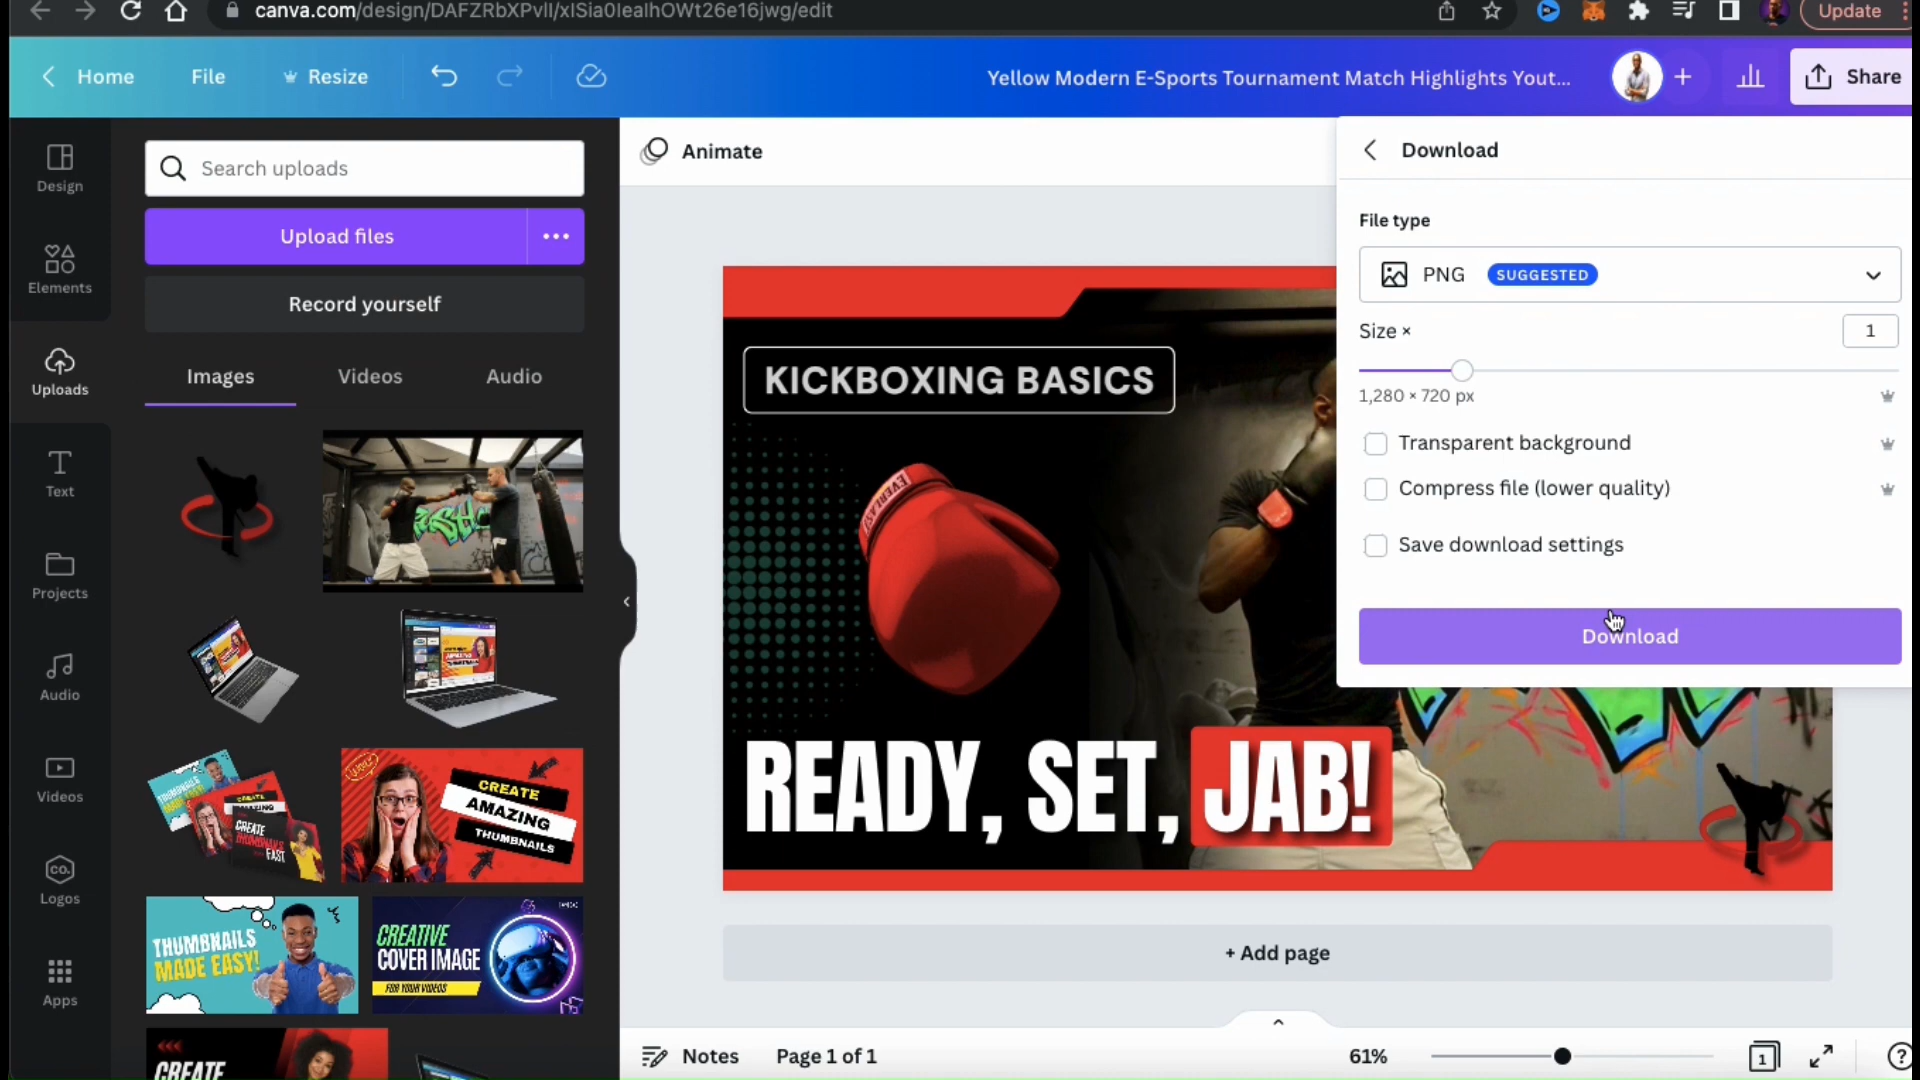 canva.com/design/DAFZRbXPvlI/xlSia0IealhOWt26e16jwg/edit
Update
Home
File
Resize
Yellow Modern E-Sports Tournament Match Highlights Yout...
Share
Design
Elements
Uploads
Text
Projects
Audio
Videos
CO.
Logos
Apps
Search uploads
Upload files
Record yourself
Images
Videos
Audio
CREATE
AMAZING
THUMBNAILS
THUMBNAILS
MADE EASY!
CREATIVE
COVER IMAGE
FOR YOUR VIDEOS
CREATE
Animate
KICKBOXING BASICS
EVERLAST
READY, SET, JAB!
+ Add page
Download
File type
PNG
SUGGESTED
Size ×
1
1,280 × 720 px
Transparent background
Compress file (lower quality)
Save download settings
Download
Notes
Page 1 of 1
61%
1
?